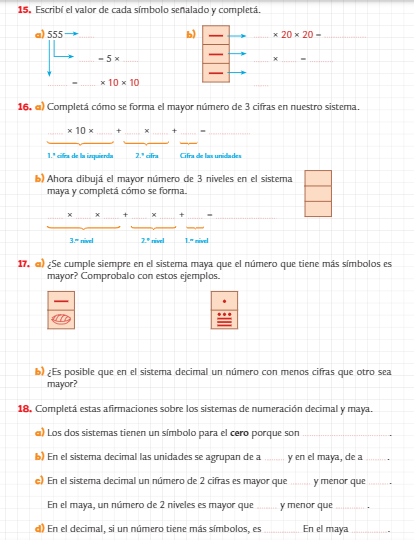 15. Escribí el valor de cada símbolo señalado y completá.
a) 555 → ........
........ = 5 × ........
........ = ........ × 10 × 10
b) ........ × 20 × 20 = ........
........ × ........ = ........
........
16. a) Completá cómo se forma el mayor número de 3 cifras en nuestro sistema.
........ × 10 × ........ + ........ × ........ + ........ = ........
1.ª cifra de la izquierda 2.ª cifra Cifra de las unidades
b) Ahora dibujá el mayor número de 3 niveles en el sistema
maya y completá cómo se forma.
........ × ........ × ........ + ........ × ........ + ........ = ........
3.er nivel 2.º nivel 1.er nivel
17. a) ¿Se cumple siempre en el sistema maya que el número que tiene más símbolos es
mayor? Comprobalo con estos ejemplos.
b) ¿Es posible que en el sistema decimal un número con menos cifras que otro sea
mayor?
18. Completá estas afirmaciones sobre los sistemas de numeración decimal y maya.
a) Los dos sistemas tienen un símbolo para el cero porque son ........ .
b) En el sistema decimal las unidades se agrupan de a ........ y en el maya, de a ........ .
c) En el sistema decimal un número de 2 cifras es mayor que ........ y menor que ........ .
En el maya, un número de 2 niveles es mayor que ........ y menor que ........ .
d) En el decimal, si un número tiene más símbolos, es ........ En el maya ........ .